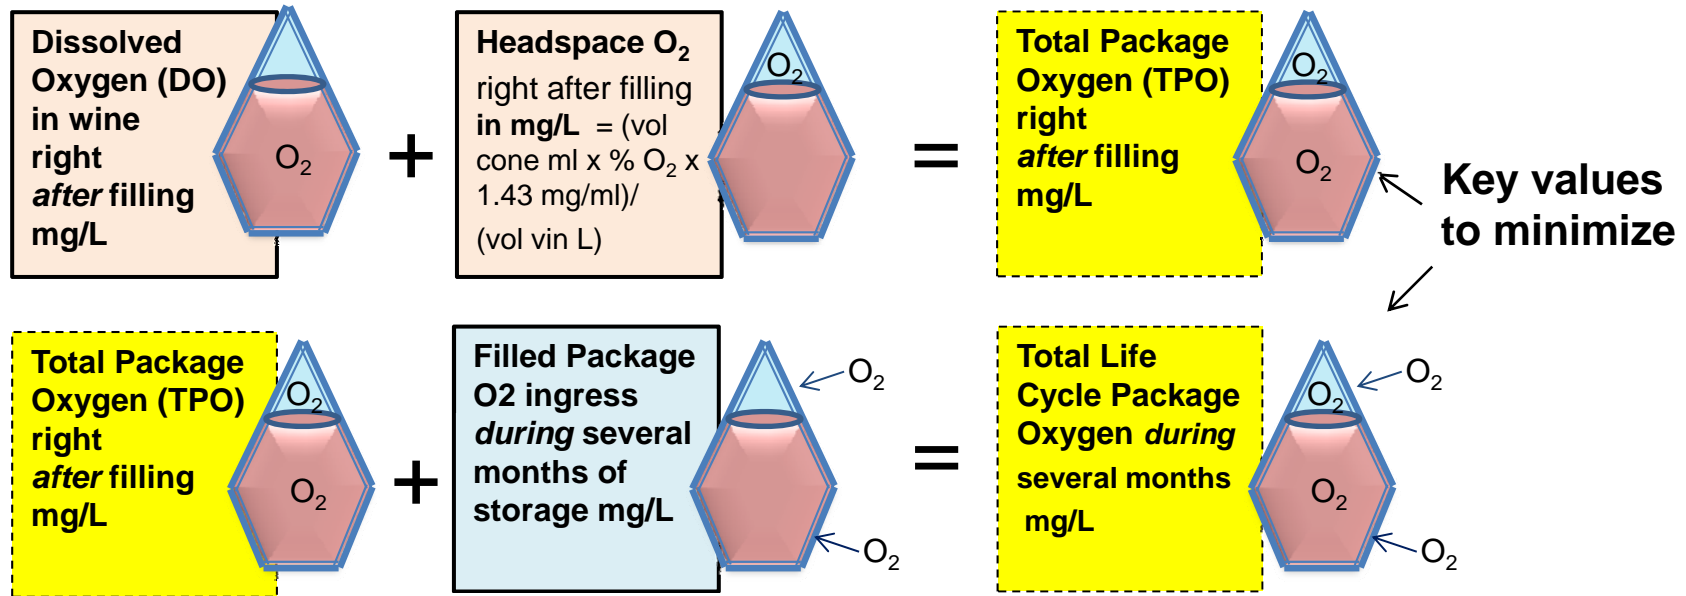 Dissolved
Oxygen (DO)
in wine
right
after filling
mg/L
O2
+
Headspace O2
right after filling
in mg/L = (vol
cone ml x % O2 x
1.43 mg/ml)/
(vol vin L)
O2
=
Total Package
Oxygen (TPO)
right
after filling
mg/L
O2
O2
Key values
to minimize
Total Package
Oxygen (TPO)
right
after filling
mg/L
O2
O2
+
Filled Package
O2 ingress
during several
months of
storage mg/L
O2
O2
=
Total Life
Cycle Package
Oxygen during
several months
mg/L
O2
O2
O2
O2